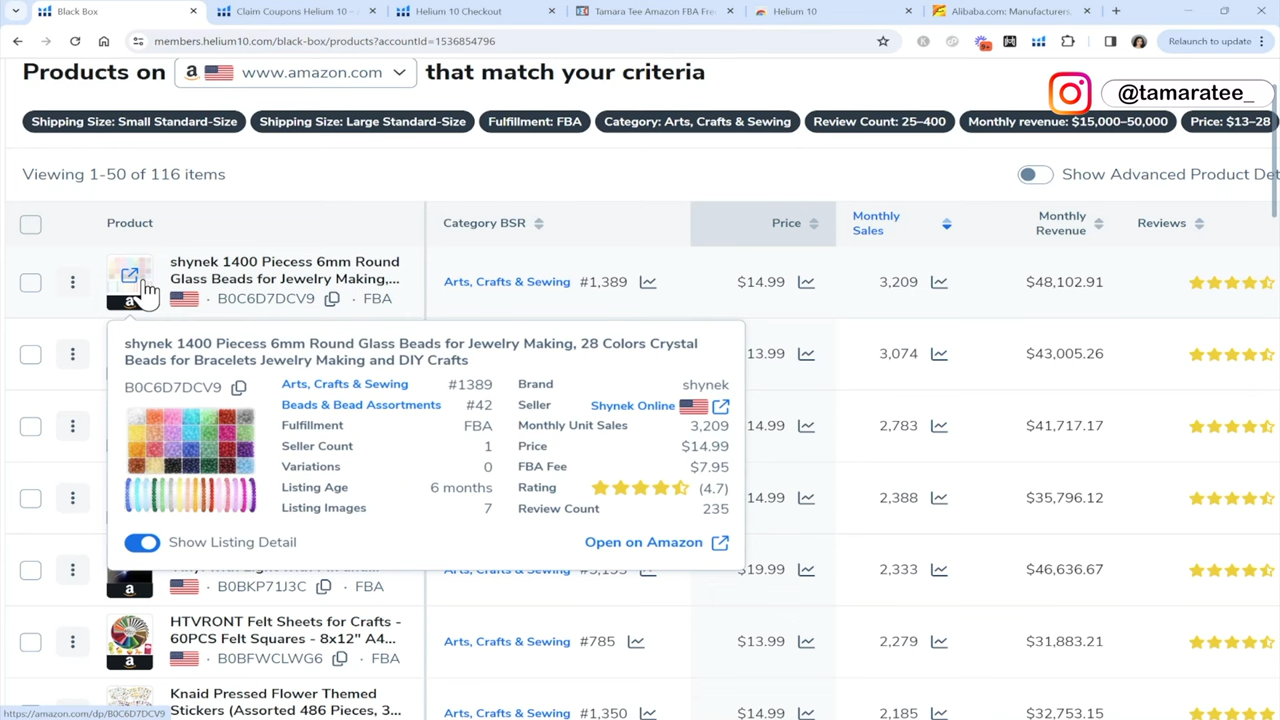 Black Box
Claim Coupons Helium 10 -
Helium 10 Checkout
Tamara Tee Amazon FBA Fre
Helium 10
Alibaba.com: Manufacturers,
members.helium10.com/black-box/products?accountId=1536854796
9+
Relaunch to update
Products on www.amazon.com that match your criteria
@tamaratee_
Shipping Size: Small Standard-Size
Shipping Size: Large Standard-Size
Fulfillment: FBA
Category: Arts, Crafts & Sewing
Review Count: 25–400
Monthly revenue: $15,000–50,000
Price: $13–28
Viewing 1-50 of 116 items
Show Advanced Product Det
Product
Category BSR
Price
Monthly Sales
Monthly Revenue
Reviews
shynek 1400 Piecess 6mm Round
Glass Beads for Jewelry Making,...
B0C6D7DCV9 · FBA
Arts, Crafts & Sewing #1,389
$14.99
3,209
$48,102.91
shynek 1400 Piecess 6mm Round Glass Beads for Jewelry Making, 28 Colors Crystal
Beads for Bracelets Jewelry Making and DIY Crafts
B0C6D7DCV9
Arts, Crafts & Sewing #1389
Beads & Bead Assortments #42
Fulfillment FBA
Seller Count 1
Variations 0
Listing Age 6 months
Listing Images 7
Brand shynek
Seller Shynek Online
Monthly Unit Sales 3,209
Price $14.99
FBA Fee $7.95
Rating (4.7)
Review Count 235
Show Listing Detail
Open on Amazon
13.99 3,074 $43,005.26
14.99 2,783 $41,717.17
14.99 2,388 $35,796.12
B0BKP71J3C · FBA
$19.99 2,333 $46,636.67
HTVRONT Felt Sheets for Crafts -
60PCS Felt Squares - 8x12" A4...
B0BFWCLWG6 · FBA
Arts, Crafts & Sewing #785
$13.99
2,279
$31,883.21
Knaid Pressed Flower Themed
Stickers (Assorted 486 Pieces, 3...
Arts, Crafts & Sewing #1,350
$14.99
2,185
$32,753.15
https://amazon.com/dp/B0C6D7DCV9